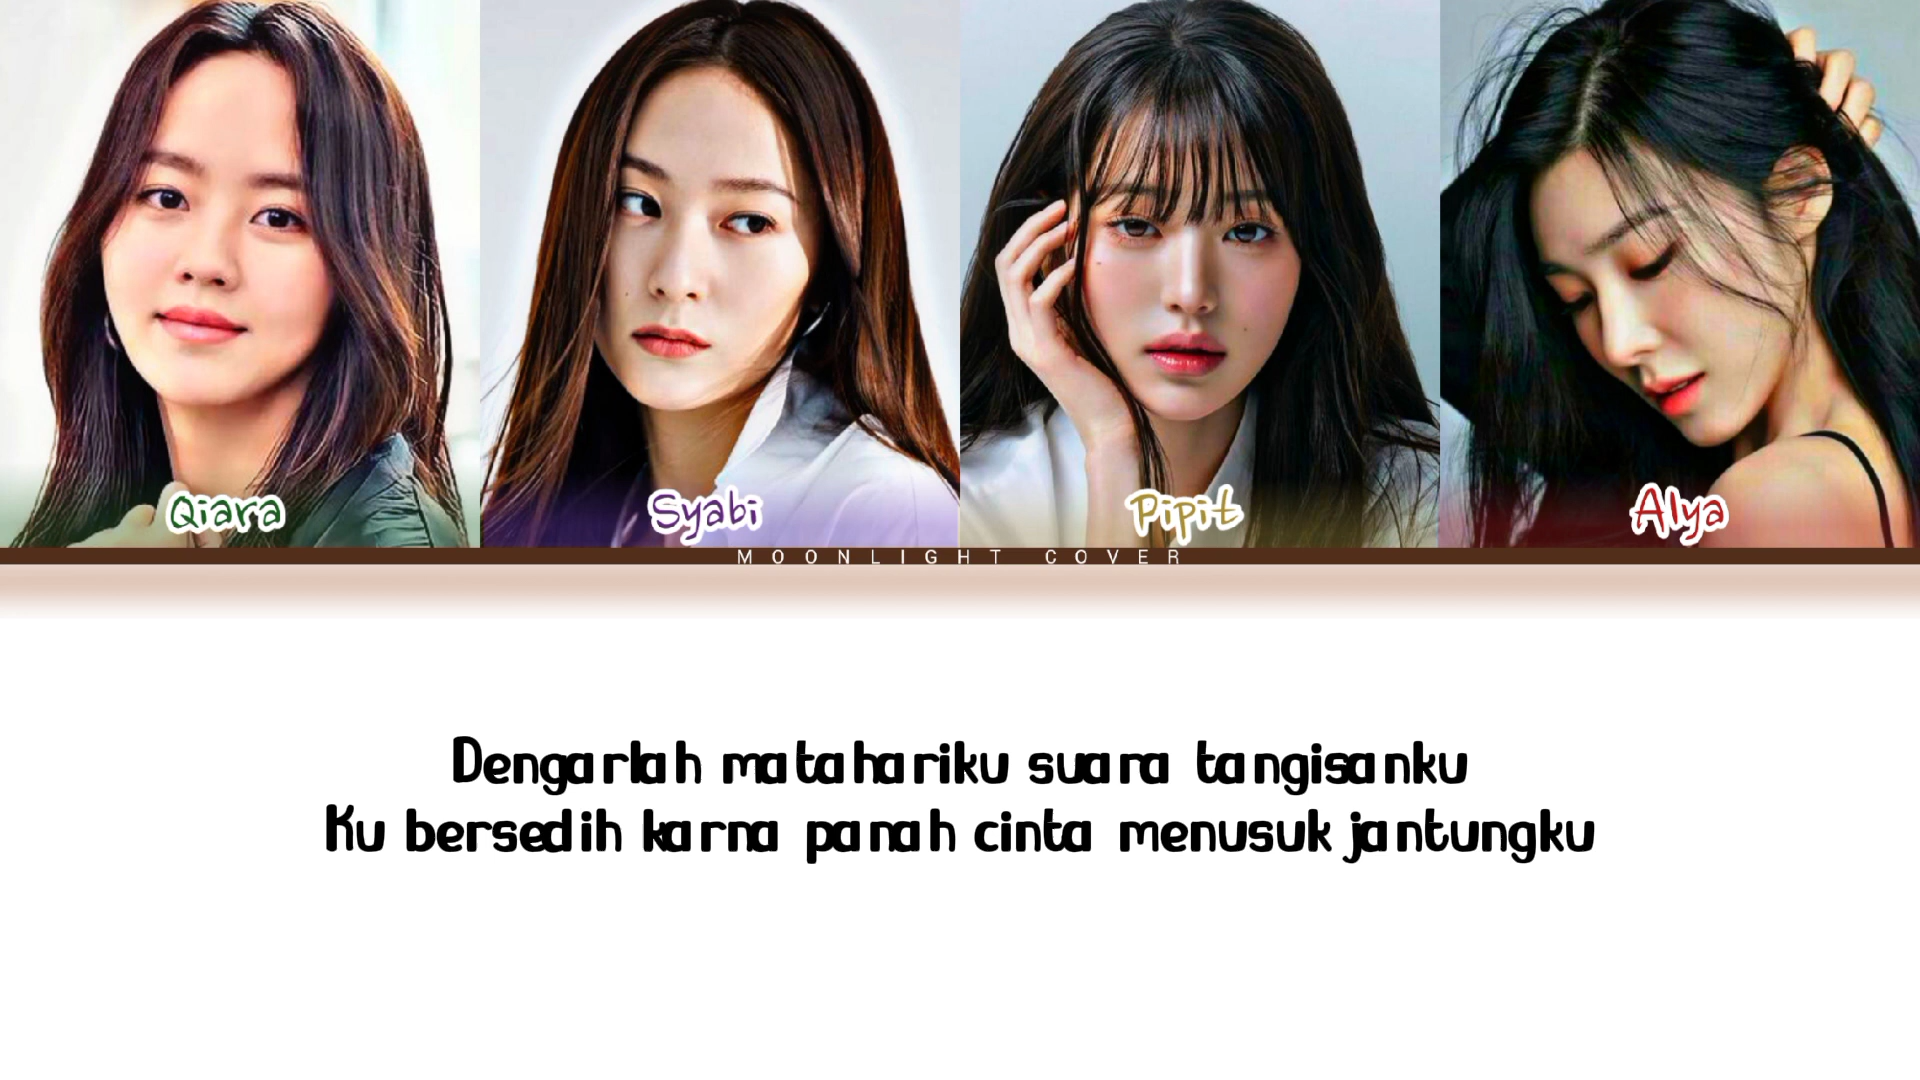 Qiara
Syabi
Pipit
Alya
MOONLIGHT COVER
Dengarlah matahariku suara tangisanku
Ku bersedih karna panah cinta menusuk jantungku